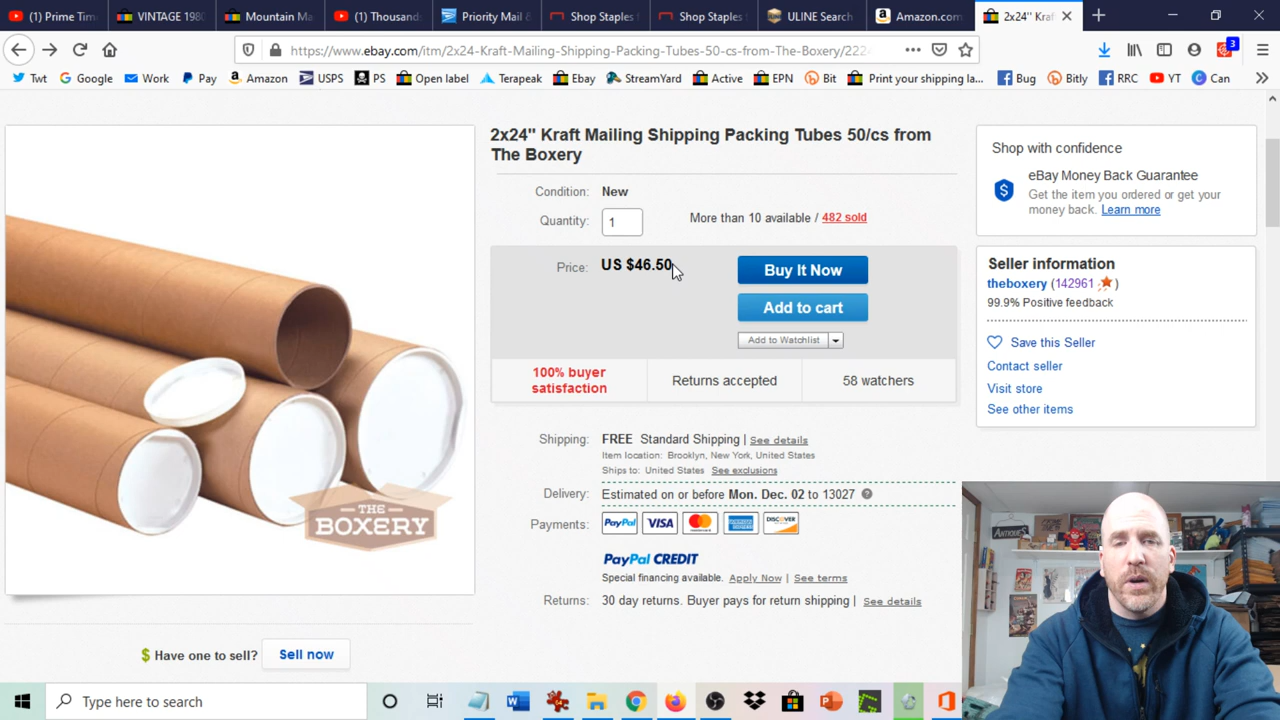 (1) Prime Tim
VINTAGE 1980
Mountain Ma
(1) Thousand
Priority Mail &
Shop Staples f
Shop Staples f
ULINE Search
Amazon.com
2x24'' Kraf
https://www.ebay.com/itm/2x24-Kraft-Mailing-Shipping-Packing-Tubes-50-cs-from-The-Boxery/2224
3
Twt
Google
Work
Pay
Amazon
USPS
PS
Open label
Terapeak
Ebay
StreamYard
Active
EPN
Bit
Print your shipping la...
Bug
Bitly
RRC
YT
Can
2x24" Kraft Mailing Shipping Packing Tubes 50/cs from
The Boxery
Condition: New
Quantity: 1 More than 10 available / 482 sold
Price: US $46.50
Buy It Now
Add to cart
Add to Watchlist
100% buyer
satisfaction
Returns accepted
58 watchers
Shipping: FREE Standard Shipping | See details
Item location: Brooklyn, New York, United States
Ships to: United States See exclusions
Delivery: Estimated on or before Mon. Dec. 02 to 13027
Payments: PayPal VISA DISCOVER
PayPal CREDIT
Special financing available. Apply Now | See terms
Returns: 30 day returns. Buyer pays for return shipping | See details
Shop with confidence
eBay Money Back Guarantee
Get the item you ordered or get your
money back. Learn more
Seller information
theboxery (142961 )
99.9% Positive feedback
Save this Seller
Contact seller
Visit store
See other items
THE
BOXERY
$ Have one to sell? Sell now
ANTIQUES
Type here to search